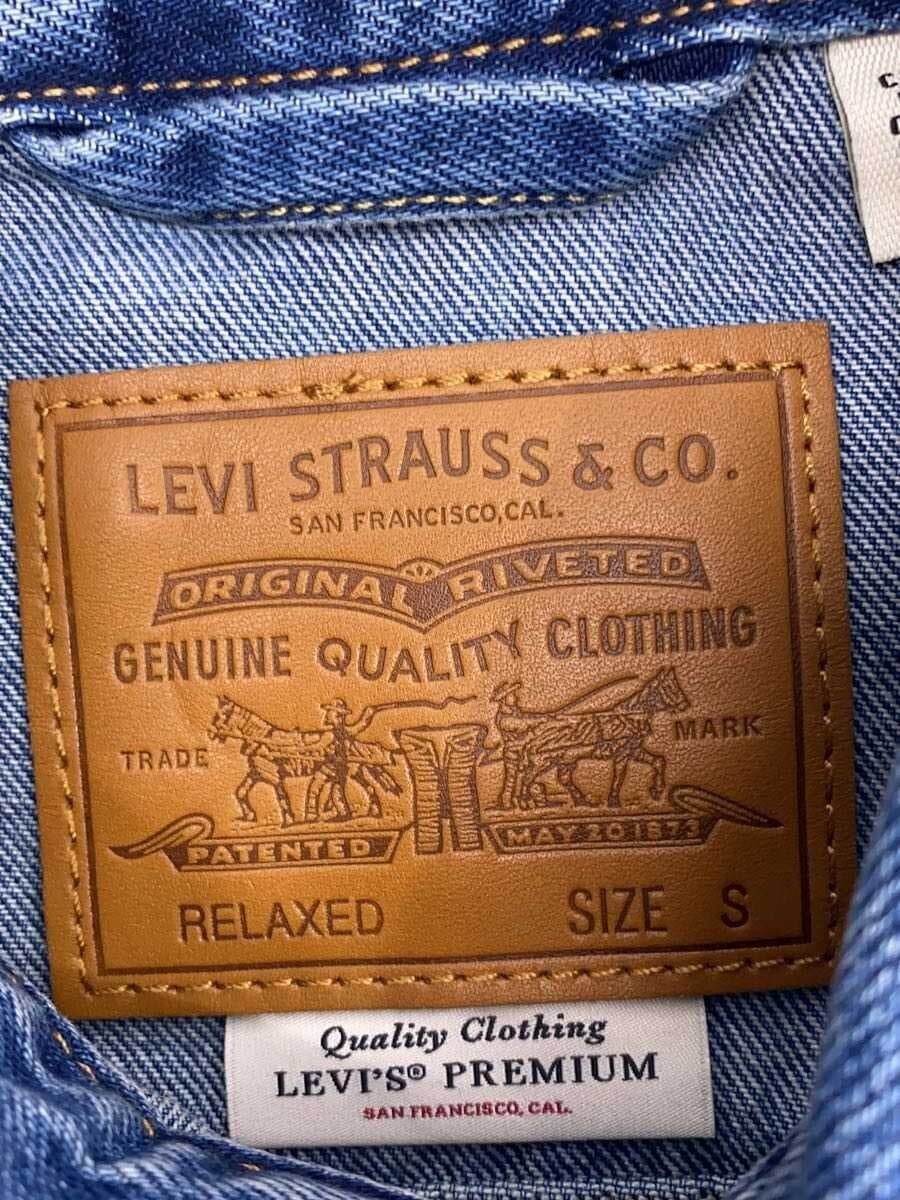 LEVI STRAUSS & CO.
SAN FRANCISCO, CAL.
ORIGINAL RIVETED
GENUINE QUALITY CLOTHING
TRADE MARK
PATENTED MAY 20 1873
RELAXED SIZE S
Quality Clothing
LEVI'S® PREMIUM
SAN FRANCISCO, CAL.